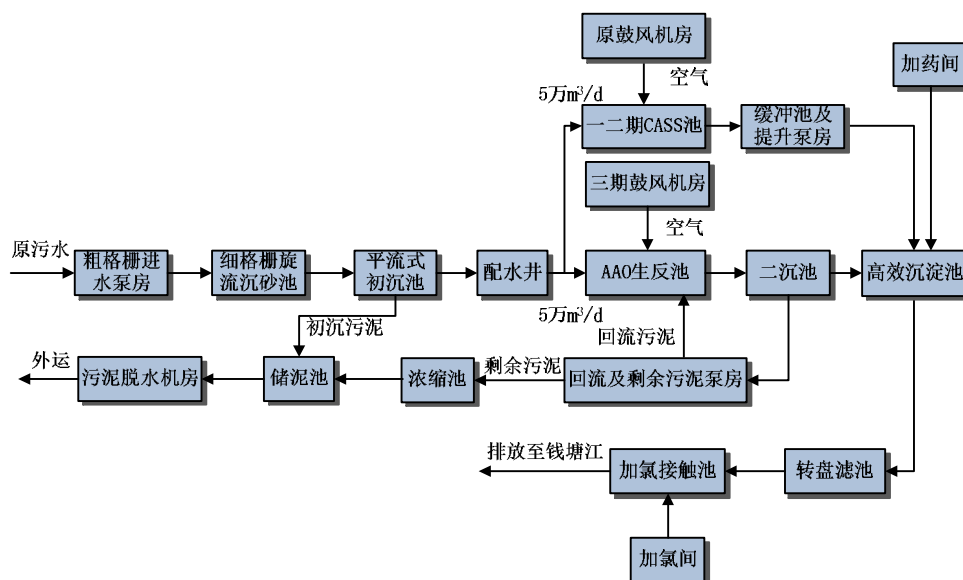 原鼓风机房
加药间
空气
5万m³/d
一二期CASS池
缓冲池及
提升泵房
三期鼓风机房
空气
原污水
粗格栅进
水泵房
细格栅旋
流沉砂池
平流式
初沉池
配水井
AAO生反池
二沉池
高效沉淀池
5万m³/d
初沉污泥
回流污泥
外运
污泥脱水机房
储泥池
浓缩池
剩余污泥
回流及剩余污泥泵房
排放至钱塘江
加氯接触池
转盘滤池
加氯间